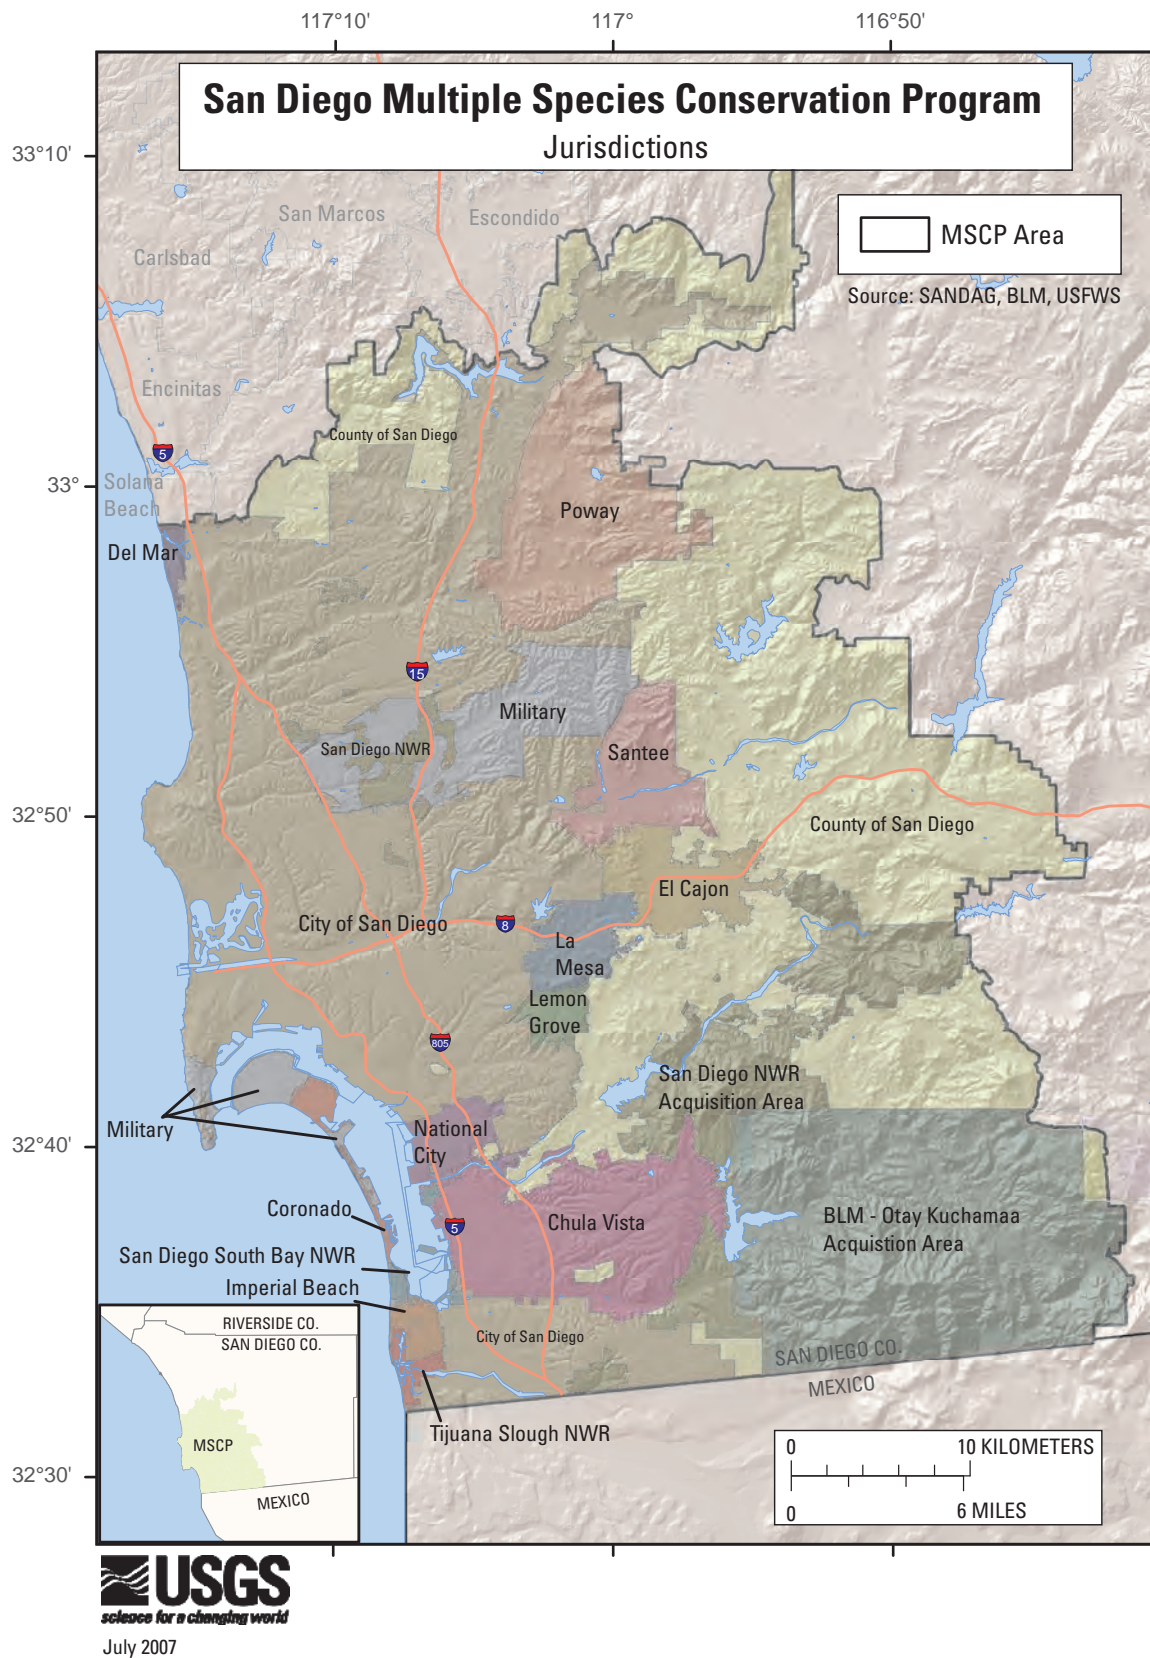 117°10'
117°
116°50'
San Diego Multiple Species Conservation Program
Jurisdictions
33°10'
MSCP Area
Source: SANDAG, BLM, USFWS
San Marcos
Escondido
Carlsbad
Encinitas
County of San Diego
5
33°
Solana
Beach
Poway
Del Mar
15
Military
San Diego NWR
Santee
32°50'
County of San Diego
El Cajon
City of San Diego
8
La
Mesa
Lemon
Grove
805
San Diego NWR
Acquisition Area
Military
National
City
32°40'
Coronado
Chula Vista
5
BLM - Otay Kuchamaa
Acquistion Area
San Diego South Bay NWR
Imperial Beach
City of San Diego
SAN DIEGO CO.
MEXICO
RIVERSIDE CO.
SAN DIEGO CO.
MSCP
MEXICO
Tijuana Slough NWR
0
10 KILOMETERS
0
6 MILES
32°30'
USGS
science for a changing world
July 2007